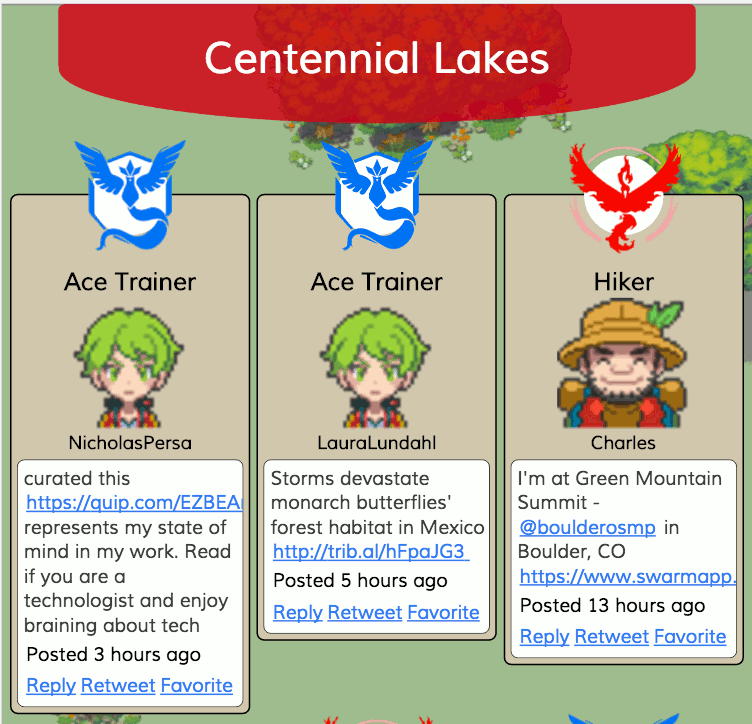 Centennial Lakes
Ace Trainer
NicholasPersa
curated this
https://quip.com/EZBEA
represents my state of
mind in my work. Read
if you are a
technologist and enjoy
braining about tech
Posted 3 hours ago
Reply Retweet Favorite
Ace Trainer
LauraLundahl
Storms devastate
monarch butterflies'
forest habitat in Mexico
http://trib.al/hFpaJG3
Posted 5 hours ago
Reply Retweet Favorite
Hiker
Charles
I'm at Green Mountain
Summit -
@boulderosmp in
Boulder, CO
https://www.swarmapp.
Posted 13 hours ago
Reply Retweet Favorite